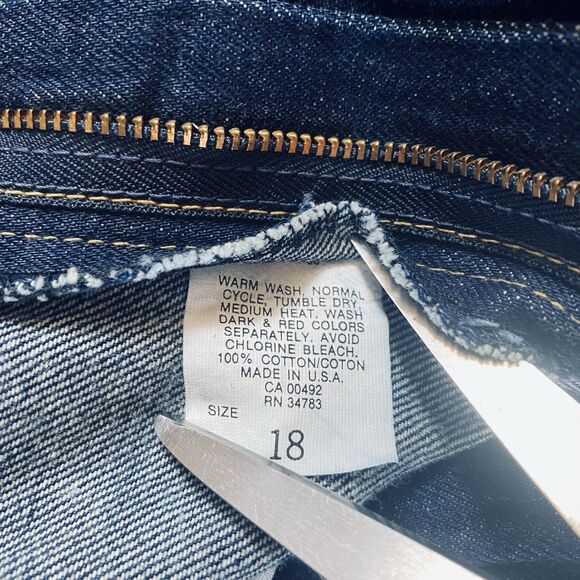 WARM WASH, NORMAL
CYCLE, TUMBLE DRY,
MEDIUM HEAT. WASH
DARK & RED COLORS
SEPARATELY. AVOID
CHLORINE BLEACH.
100% COTTON/COTON
MADE IN U.S.A.
CA 00492
RN 34783
SIZE
18